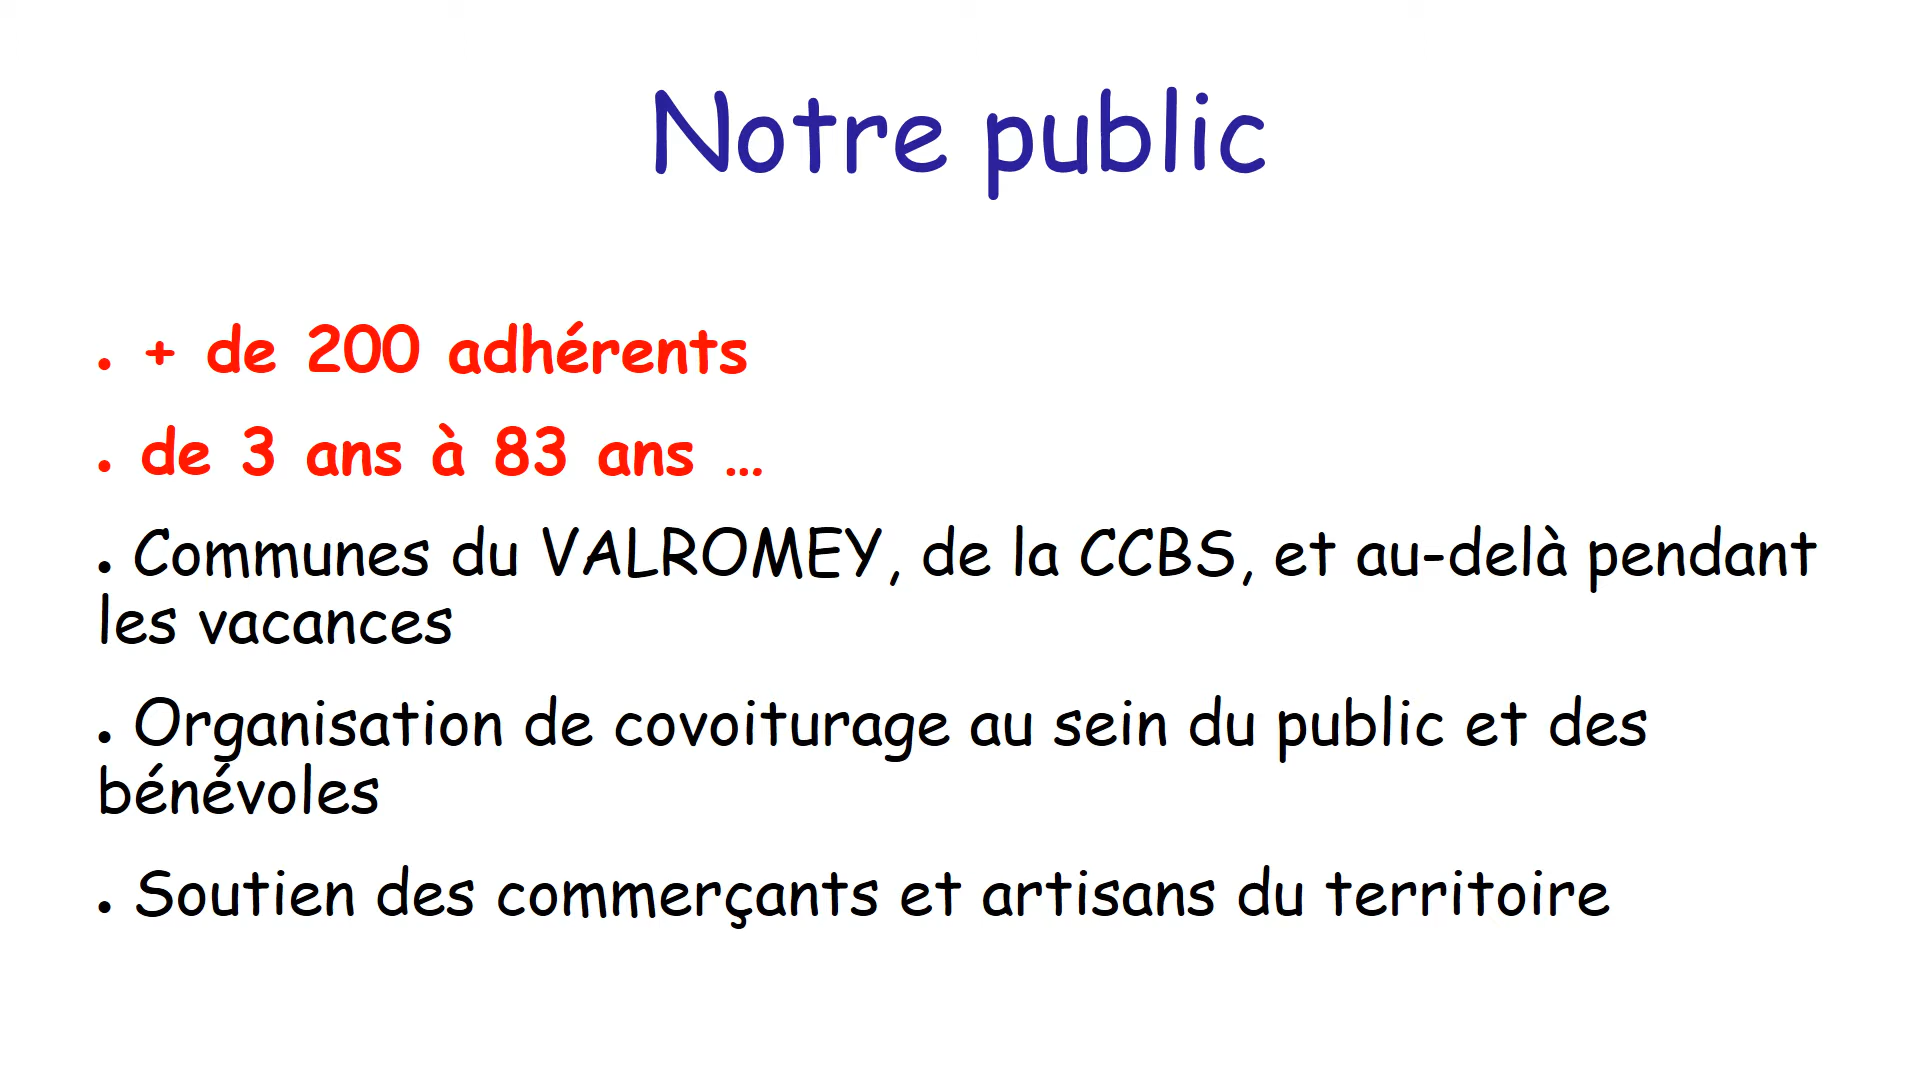 Notre public
• + de 200 adhérents
• de 3 ans à 83 ans …
• Communes du VALROMEY, de la CCBS, et au-delà pendant
les vacances
• Organisation de covoiturage au sein du public et des
bénévoles
• Soutien des commerçants et artisans du territoire